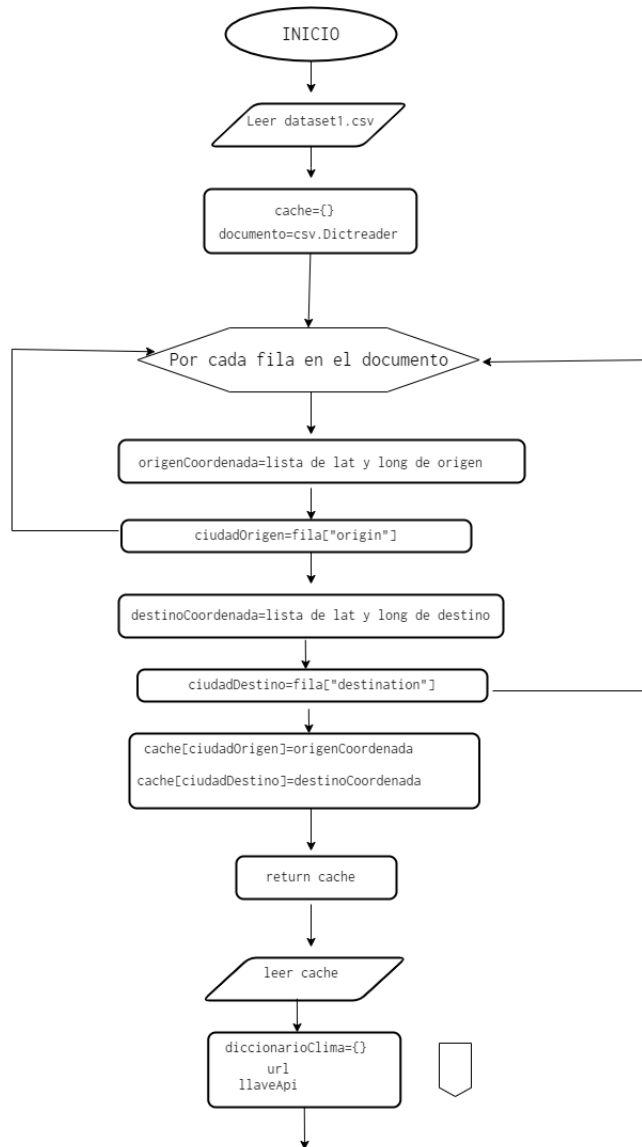 INICIO
Leer dataset1.csv
cache={}
documento=csv.Dictreader
Por cada fila en el documento
origenCoordenada=lista de lat y long de origen
ciudadOrigen=fila["origin"]
destinoCoordenada=lista de lat y long de destino
ciudadDestino=fila["destination"]
cache[ciudadOrigen]=origenCoordenada
cache[ciudadDestino]=destinoCoordenada
return cache
leer cache
diccionarioClima={}
url
llaveApi